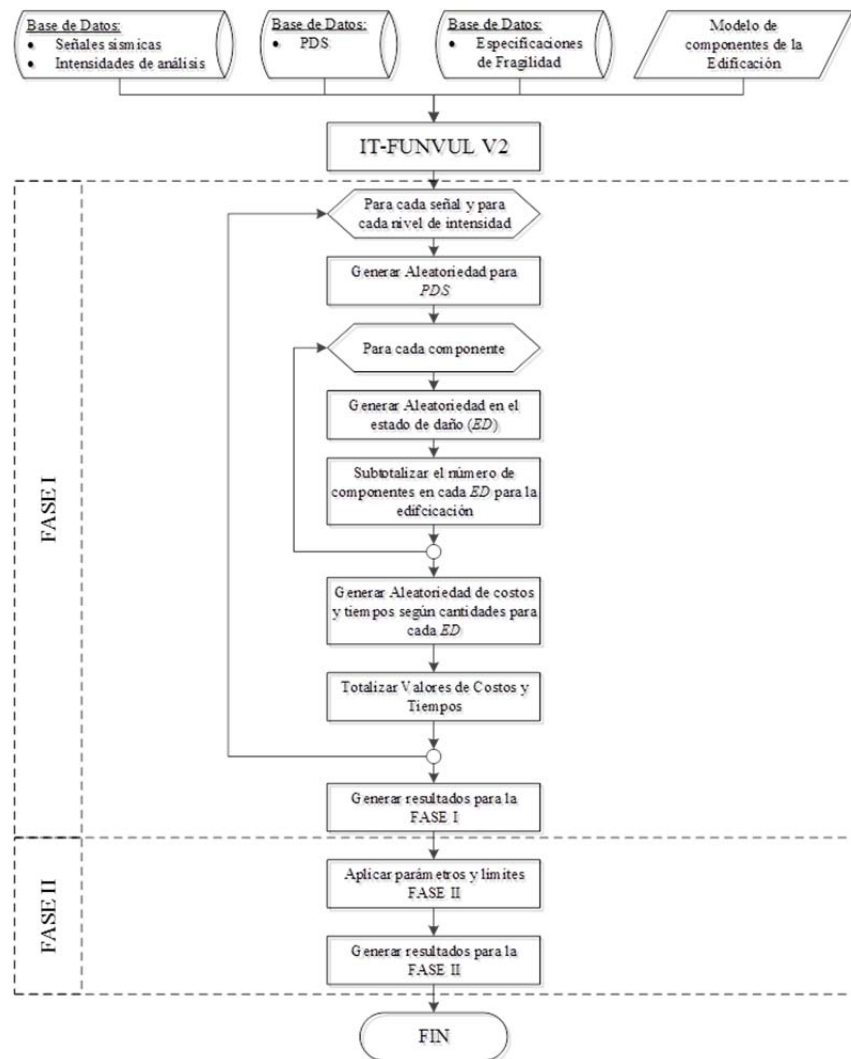 Base de Datos:
• Señales sísmicas
• Intensidades de análisis
Base de Datos:
• PDS
Base de Datos:
• Especificaciones
de Fragilidad
Modelo de
componentes de la
Edificación
IT-FUNVUL V2
FASE I
Para cada señal y para
cada nivel de intensidad
Generar Aleatoriedad para
PDS
Para cada componente
Generar Aleatoriedad en el
estado de daño (ED)
Subtotalizar el número de
componentes en cada ED para la
edifcicación
Generar Aleatoriedad de costos
y tiempos según cantidades para
cada ED
Totalizar Valores de Costos y
Tiempos
Generar resultados para la
FASE I
FASE II
Aplicar parámetros y límites
FASE II
Generar resultados para la
FASE II
FIN